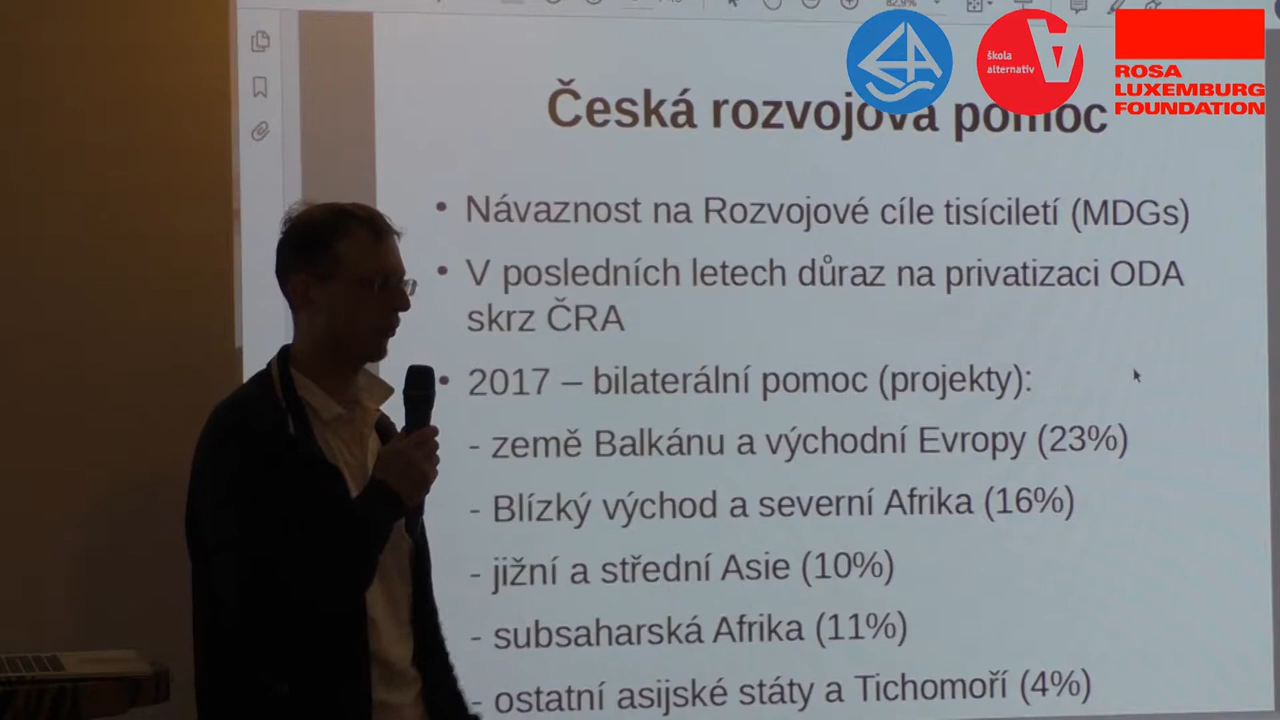 82,9%
škola
alternativ
ROSA
LUXEMBURG
FOUNDATION
Česká rozvojová pomoc
• Návaznost na Rozvojové cíle tisíciletí (MDGs)
• V posledních letech důraz na privatizaci ODA
skrz ČRA
• 2017 – bilaterální pomoc (projekty):
- země Balkánu a východní Evropy (23%)
- Blízký východ a severní Afrika (16%)
- jižní a střední Asie (10%)
- subsaharská Afrika (11%)
- ostatní asijské státy a Tichomoří (4%)